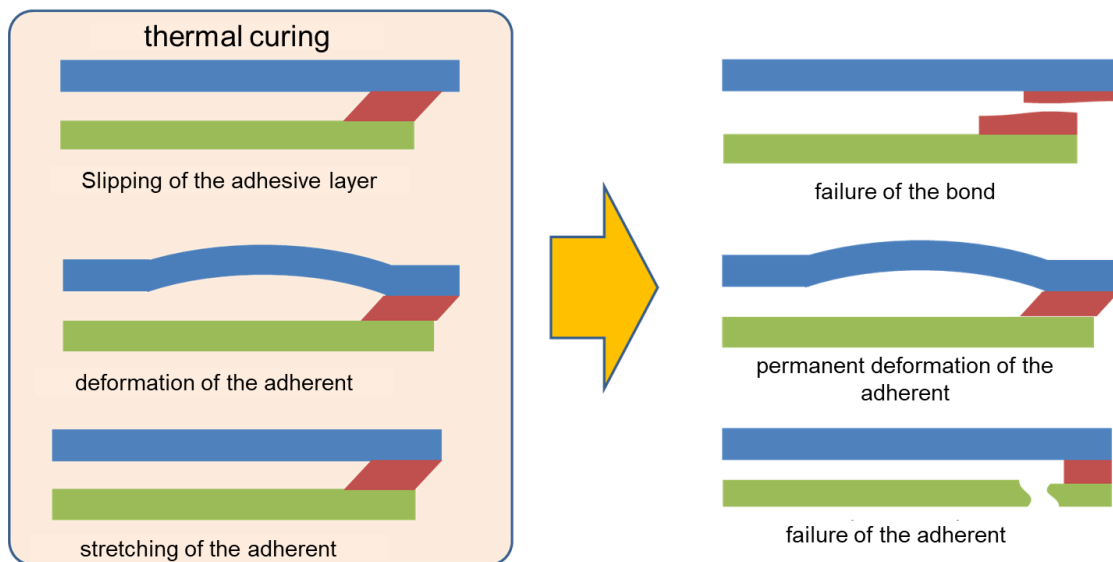 thermal curing
Slipping of the adhesive layer
deformation of the adherent
stretching of the adherent
failure of the bond
permanent deformation of the
adherent
failure of the adherent